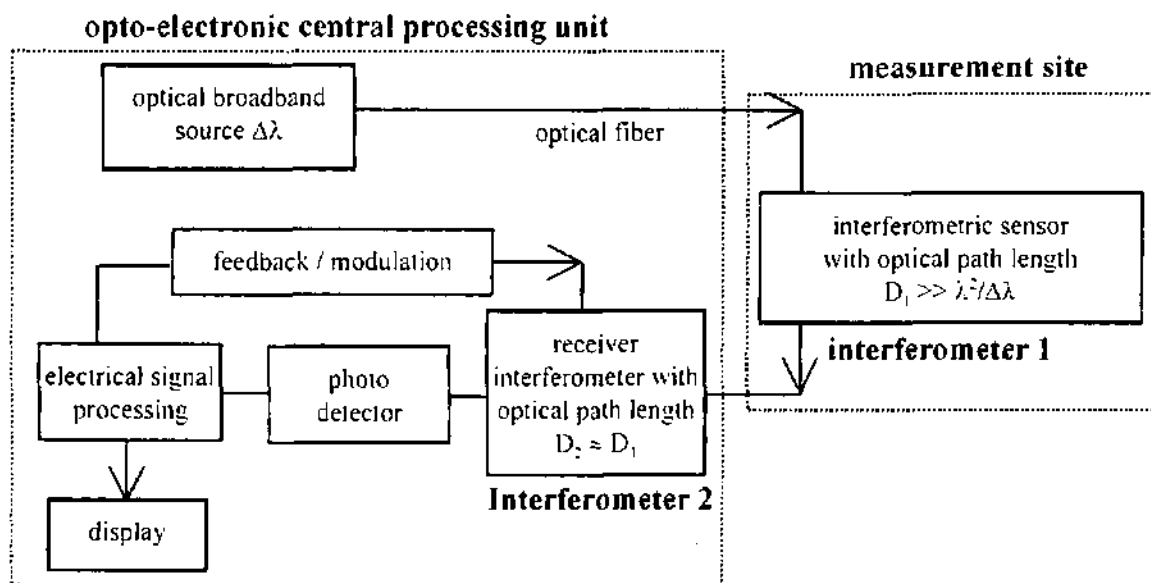 opto-electronic central processing unit
measurement site
optical broadband
source Δλ
optical fiber
interferometric sensor
with optical path length
D₁ >> λ²/Δλ
interferometer 1
feedback / modulation
receiver
interferometer with
optical path length
D₂ ≈ D₁
Interferometer 2
photo
detector
electrical signal
processing
display